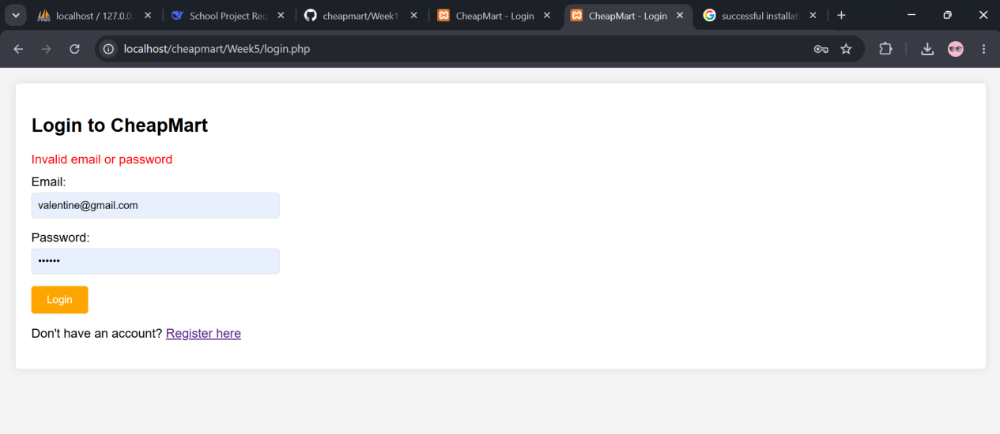 localhost / 127.0.0.
School Project Req
cheapmart/Week1
CheapMart - Login
CheapMart - Login
successful installati
localhost/cheapmart/Week5/login.php
Login to CheapMart
Invalid email or password
Email:
valentine@gmail.com
Password:
••••••
Login
Don't have an account? Register here